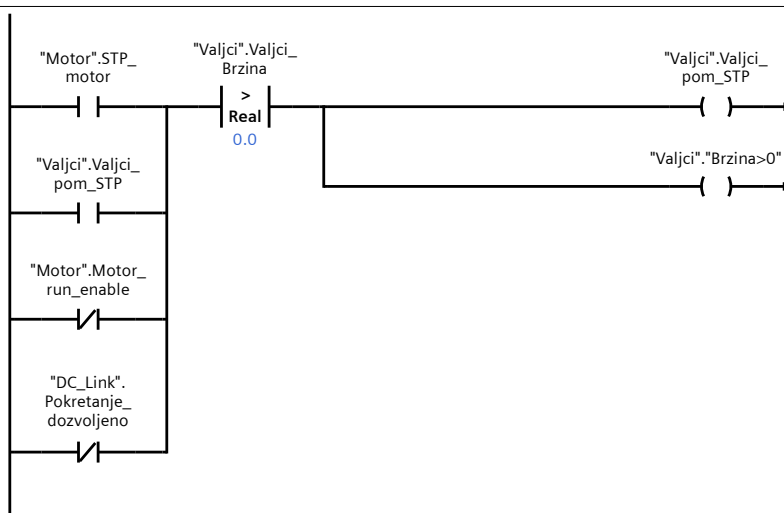 "Motor".STP_
motor
"Valjci".Valjci_
Brzina
>
Real
0.0
"Valjci".Valjci_
pom_STP
"Valjci"."Brzina>0"
"Valjci".Valjci_
pom_STP
"Motor".Motor_
run_enable
"DC_Link".
Pokretanje_
dozvoljeno